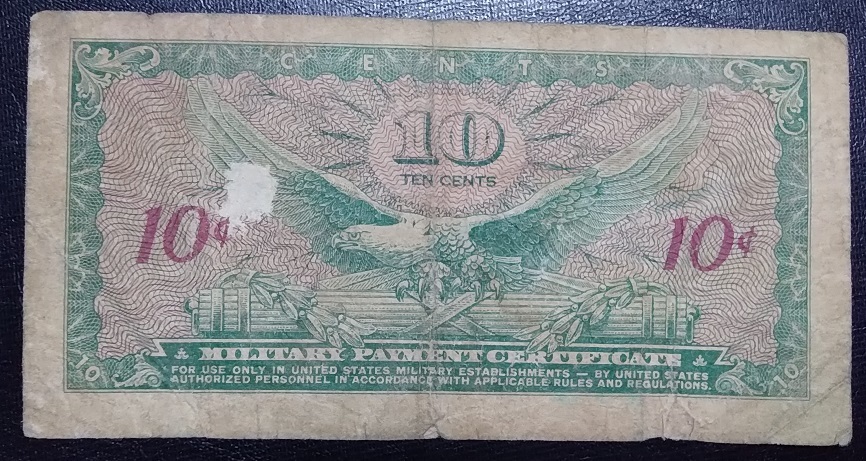 CENTS
10
TEN CENTS
10¢ 10¢
MILITARY PAYMENT CERTIFICATE
10 FOR USE ONLY IN UNITED STATES MILITARY ESTABLISHMENTS — BY UNITED STATES 10
AUTHORIZED PERSONNEL IN ACCORDANCE WITH APPLICABLE RULES AND REGULATIONS.